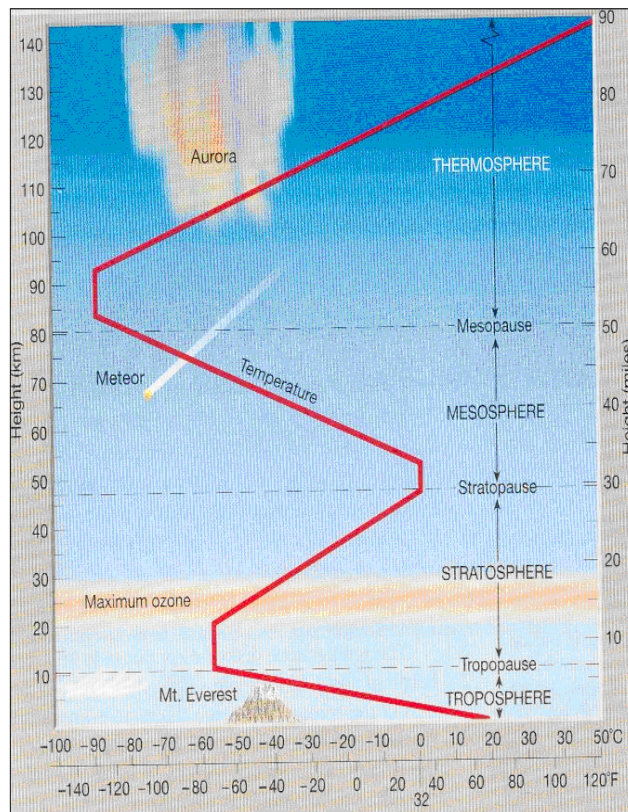 90
140
130
80
120
Aurora
THERMOSPHERE
110
70
100
60
90
Mesopause
80
50
Meteor
Temperature
70
Height (km)
40
Height (miles)
MESOSPHERE
60
50
Stratopause
30
40
STRATOSPHERE
20
30
Maximum ozone
20
10
Tropopause
10
Mt. Everest
TROPOSPHERE
-100 -90 -80 -70 -60 -50 -40 -30 -20 -10 0 10 20 30 40 50°C
-140 -120 -100 -80 -60 -40 -20 0 20 40 60 80 100 120°F
32